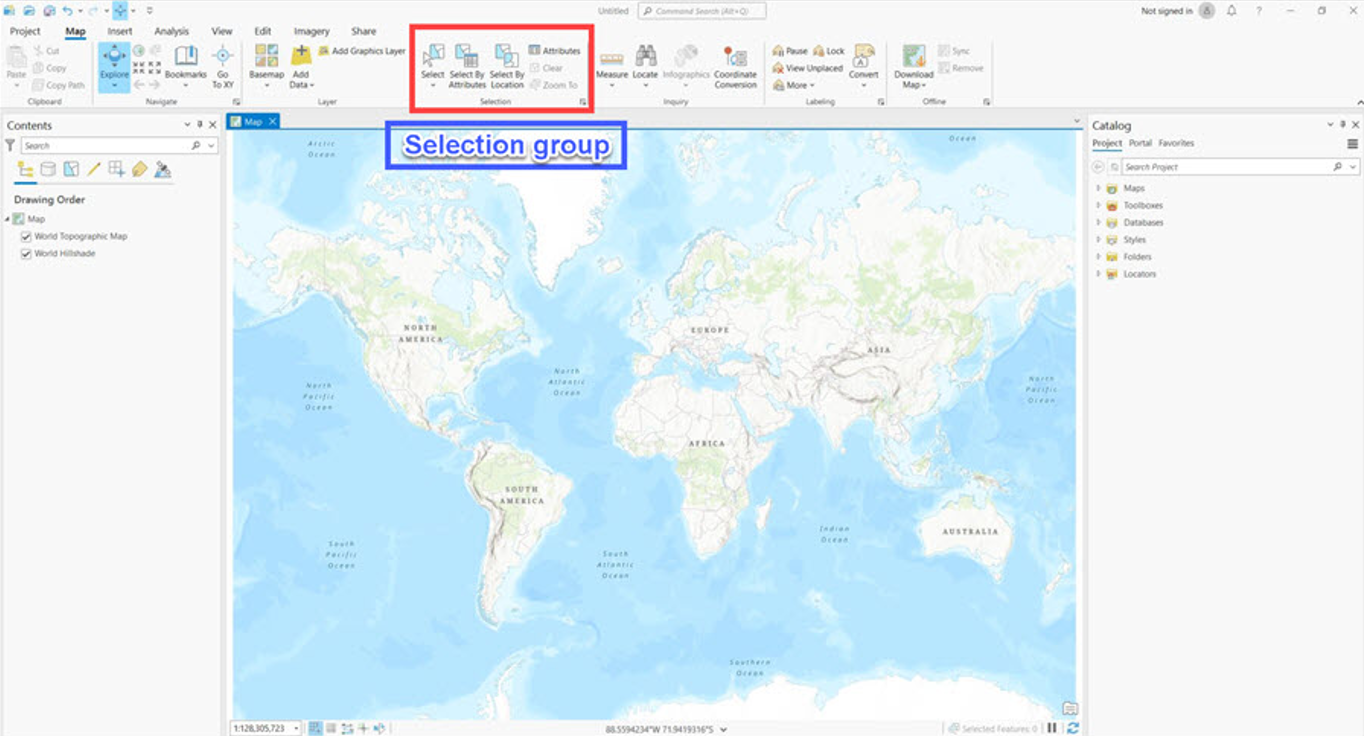 Untitled
Command Search (Alt+Q)
Not signed in
?
Project Map Insert Analysis View Edit Imagery Share
Paste
Cut
Copy
Copy Path
Clipboard
Explore
Bookmarks
Go
To XY
Navigate
Basemap
Add
Data
Add Graphics Layer
Layer
Select
Select By
Attributes
Select By
Location
Attributes
Clear
Zoom To
Selection
Measure
Locate
Infographics
Coordinate
Conversion
Inquiry
Pause
Lock
View Unplaced
More
Convert
Labeling
Download
Map
Sync
Remove
Offline
Contents
Search
Drawing Order
Map
World Topographic Map
World Hillshade
Map
Selection group
Arctic
Ocean
Ocean
NORTH
AMERICA
EUROPE
ASIA
North
Pacific
Ocean
North
Atlantic
Ocean
North
Pacific
Ocean
AFRICA
SOUTH
AMERICA
Indian
Ocean
AUSTRALIA
South
Pacific
Ocean
South
Atlantic
Ocean
Southern
Ocean
1:128,305,723
88.5594234°W 71.9419316°S
Selected Features: 0
Catalog
Project Portal Favorites
Search Project
Maps
Toolboxes
Databases
Styles
Folders
Locators